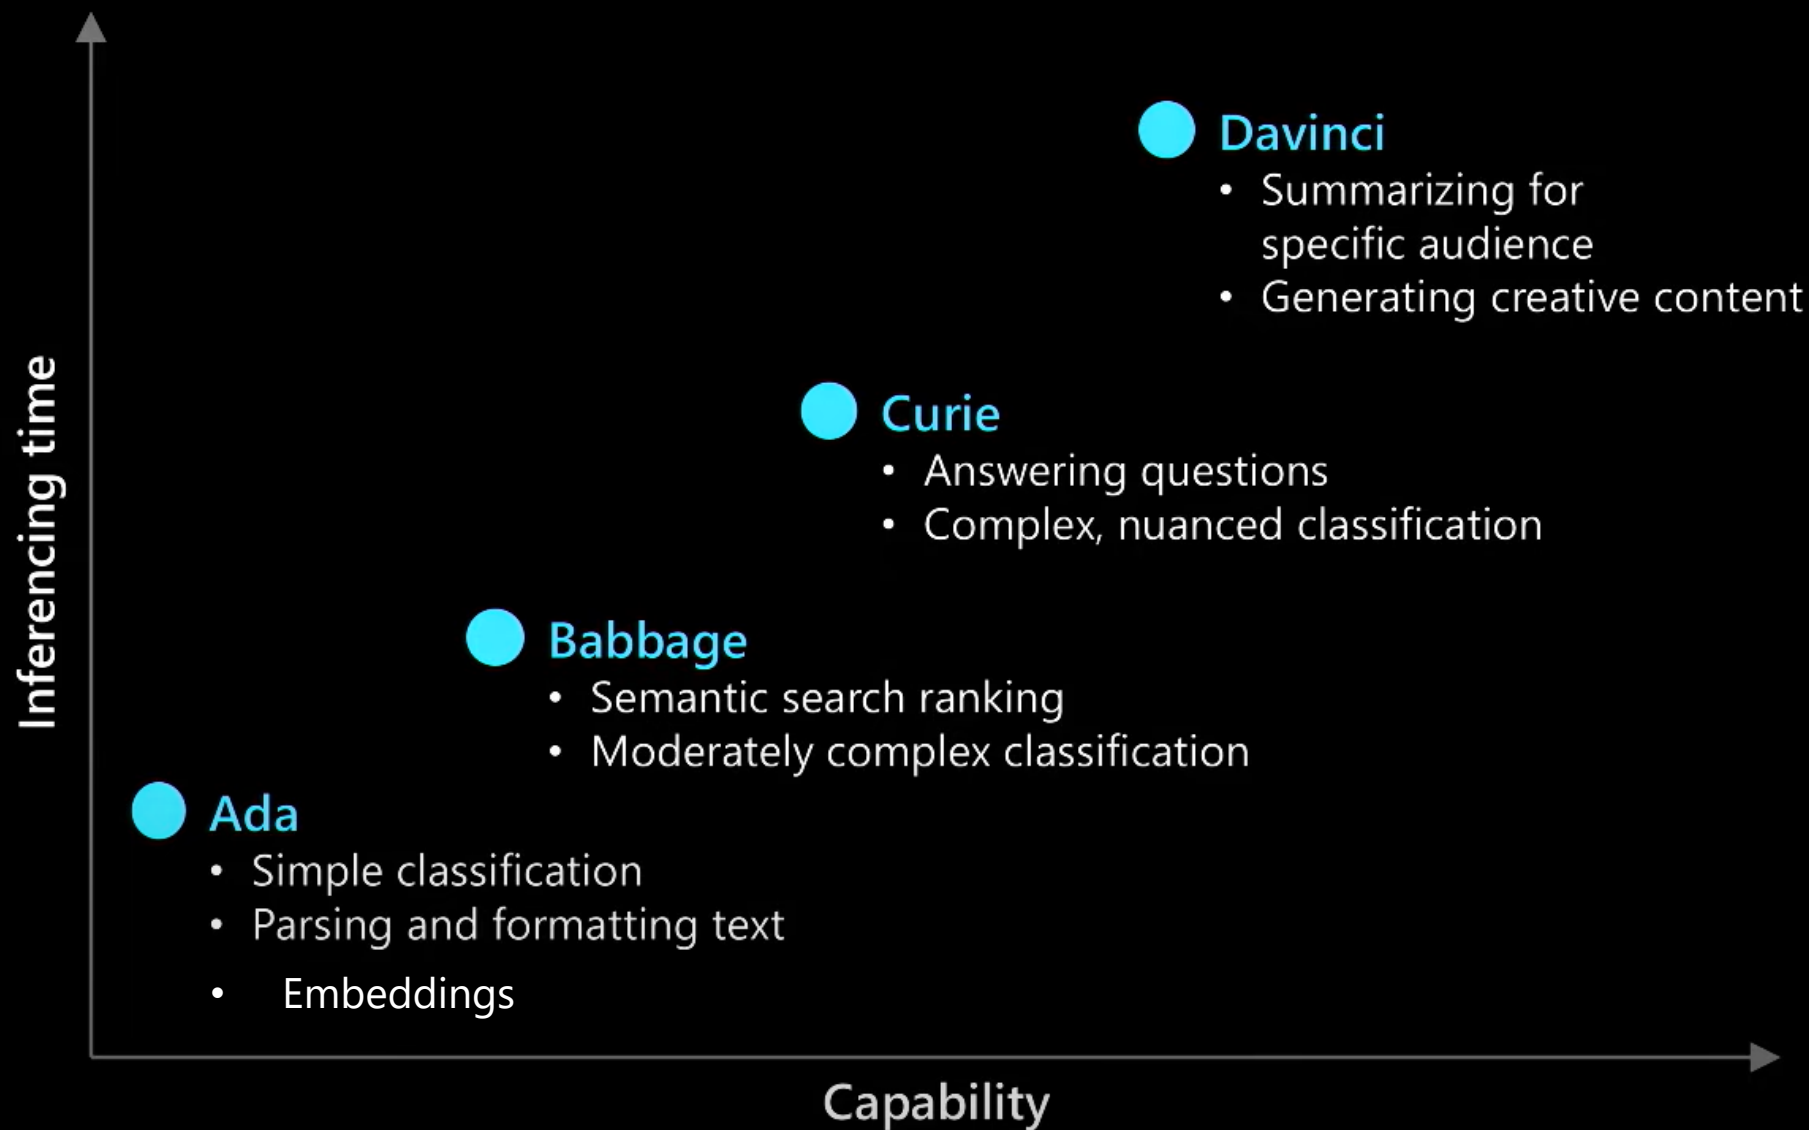 Davinci
• Summarizing for
specific audience
• Generating creative content
Curie
• Answering questions
• Complex, nuanced classification
Babbage
• Semantic search ranking
• Moderately complex classification
Ada
• Simple classification
• Parsing and formatting text
• Embeddings
Inferencing time
Capability